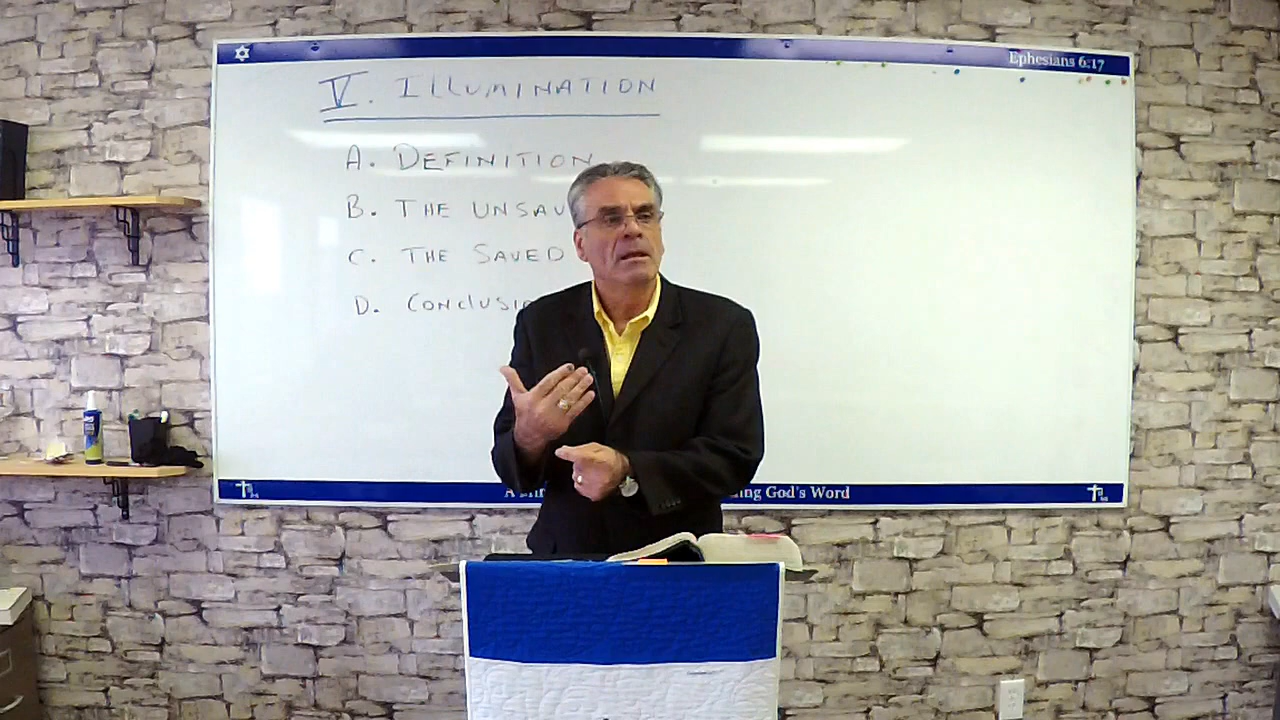 Ephesians 6:17
V. ILLUMINATION
A. DEFINITION
B. THE UNSAV
C. THE SAVED
D. CONCLUSI
God's Word